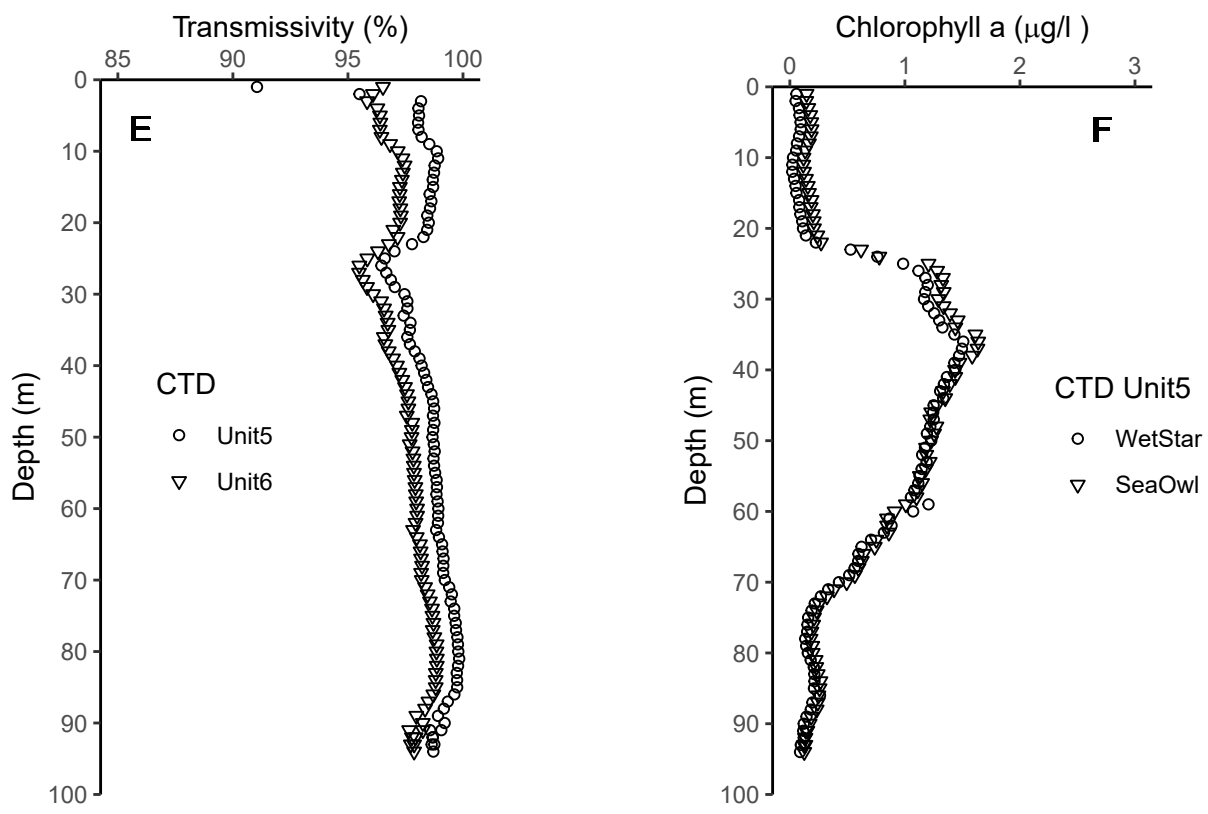 Transmissivity (%)
85 90 95 100
0
10
20
30
40
50
60
70
80
90
100
Depth (m)
E
CTD
Unit5
Unit6
Chlorophyll a (μg/l )
0 1 2 3
0
10
20
30
40
50
60
70
80
90
100
Depth (m)
F
CTD Unit5
WetStar
SeaOwl